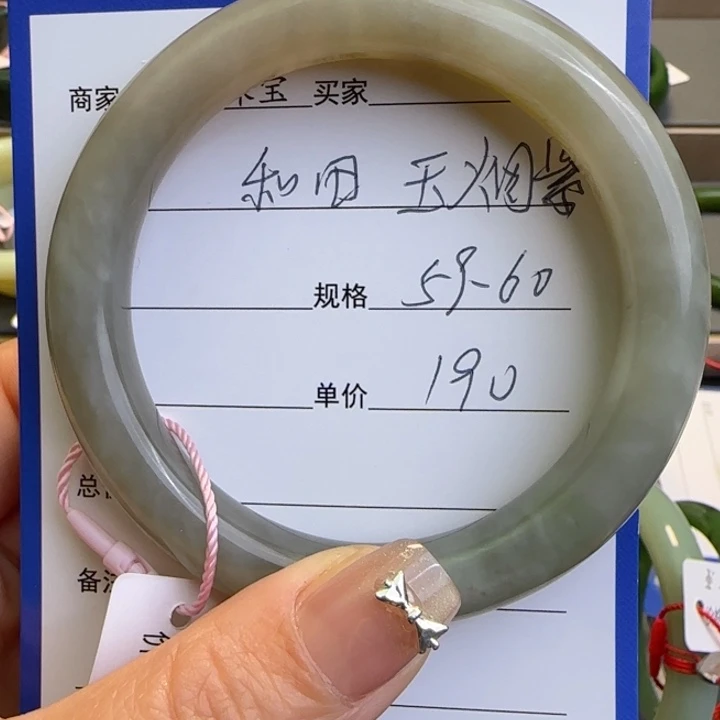 商家 宝 买家
和田 玉烟紫
规格 59-60
单价 190
总
备注